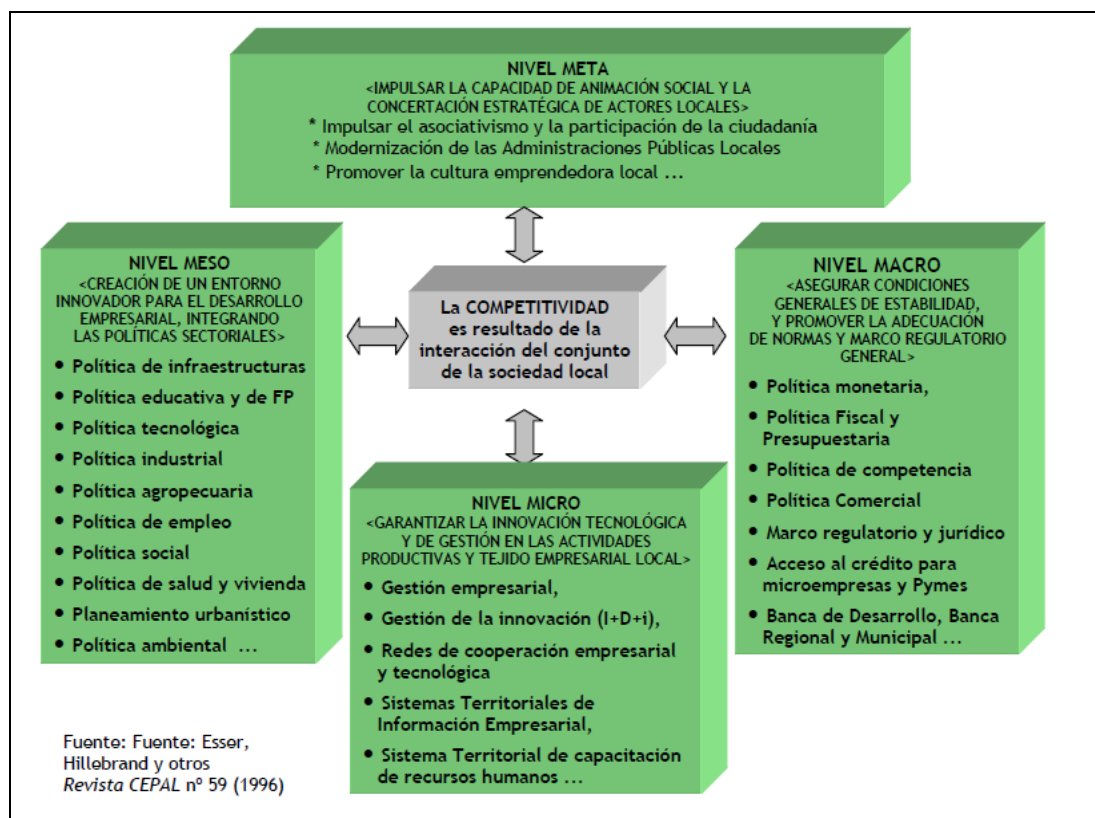 NIVEL META
<IMPULSAR LA CAPACIDAD DE ANIMACIÓN SOCIAL Y LA
CONCERTACIÓN ESTRATÉGICA DE ACTORES LOCALES>
* Impulsar el asociativismo y la participación de la ciudadanía
* Modernización de las Administraciones Públicas Locales
* Promover la cultura emprendedora local ...
NIVEL MESO
<CREACIÓN DE UN ENTORNO
INNOVADOR PARA EL DESARROLLO
EMPRESARIAL, INTEGRANDO
LAS POLÍTICAS SECTORIALES>
• Política de infraestructuras
• Política educativa y de FP
• Política tecnológica
• Política industrial
• Política agropecuaria
• Política de empleo
• Política social
• Política de salud y vivienda
• Planeamiento urbanístico
• Política ambiental ...
La COMPETITIVIDAD
es resultado de la
interacción del conjunto
de la sociedad local
NIVEL MACRO
<ASEGURAR CONDICIONES
GENERALES DE ESTABILIDAD,
Y PROMOVER LA ADECUACIÓN
DE NORMAS Y MARCO REGULATORIO
GENERAL>
• Política monetaria,
• Política Fiscal y
Presupuestaria
• Política de competencia
• Política Comercial
• Marco regulatorio y jurídico
• Acceso al crédito para
microempresas y Pymes
• Banca de Desarrollo, Banca
Regional y Municipal ...
NIVEL MICRO
<GARANTIZAR LA INNOVACIÓN TECNOLÓGICA
Y DE GESTIÓN EN LAS ACTIVIDADES
PRODUCTIVAS Y TEJIDO EMPRESARIAL LOCAL>
• Gestión empresarial,
• Gestión de la innovación (I+D+i),
• Redes de cooperación empresarial
y tecnológica
• Sistemas Territoriales de
Información Empresarial,
• Sistema Territorial de capacitación
de recursos humanos ...
Fuente: Fuente: Esser,
Hillebrand y otros
Revista CEPAL nº 59 (1996)